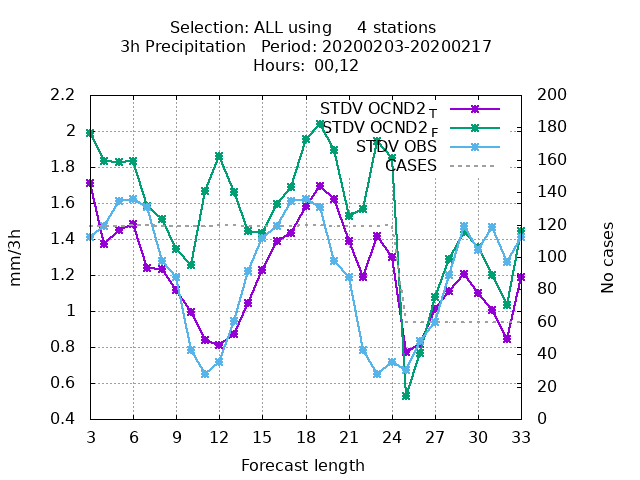 Selection: ALL using 4 stations
3h Precipitation Period: 20200203-20200217
Hours: 00,12
STDV OCND2 T
STDV OCND2 F
STDV OBS
CASES
mm/3h
2.2
2
1.8
1.6
1.4
1.2
1
0.8
0.6
0.4
200
180
160
140
120
100
80
60
40
20
0
No cases
3 6 9 12 15 18 21 24 27 30 33
Forecast length